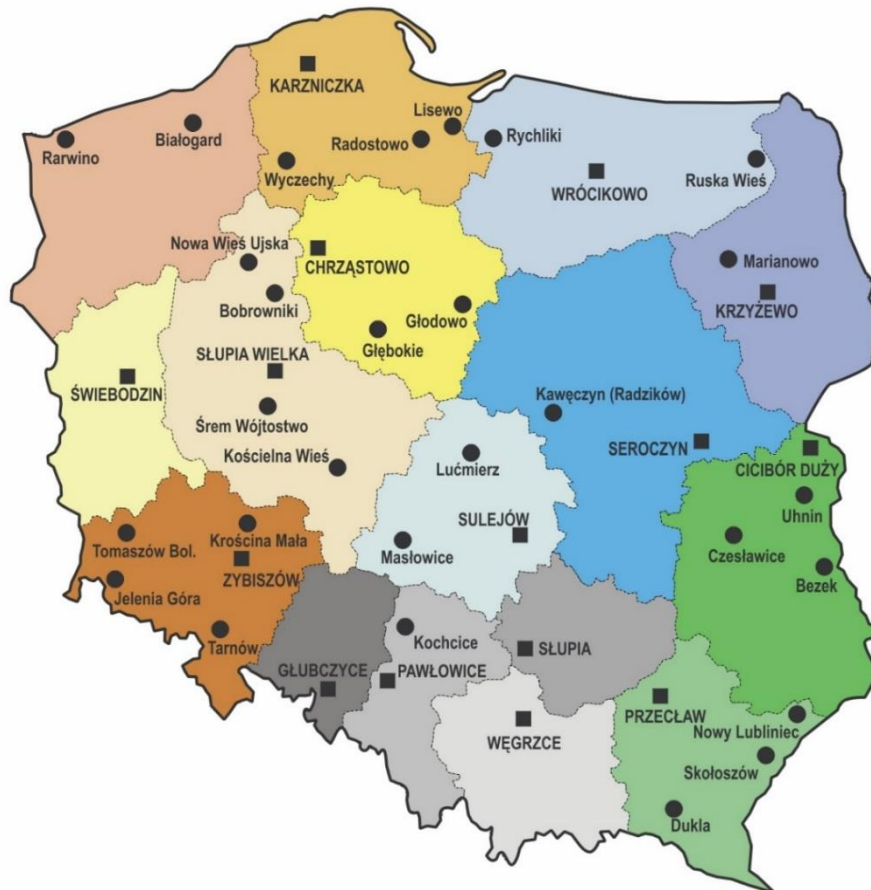 KARZNICZKA
Lisewo
Białogard
Rarwino
Radostowo
Rychliki
Wyczechy
WRÓCIKOWO
Ruska Wieś
Nowa Wieś Ujska
CHRZĄSTOWO
Marianowo
Bobrowniki
Głodowo
KRZYŻEWO
Głębokie
SŁUPIA WIELKA
ŚWIEBODZIN
Kawęczyn (Radzików)
Śrem Wójtostwo
Kościelna Wieś
Lućmierz
SEROCZYN
CICIBÓR DUŻY
Uhnin
SULEJÓW
Krościna Mała
Tomaszów Bol.
Masłowice
Czesławice
ZYBISZÓW
Bezek
Jelenia Góra
Kochcice
Tarnów
SŁUPIA
GŁUBCZYCE
PAWŁOWICE
PRZECŁAW
Nowy Lubliniec
WĘGRZCE
Skołoszów
Dukla